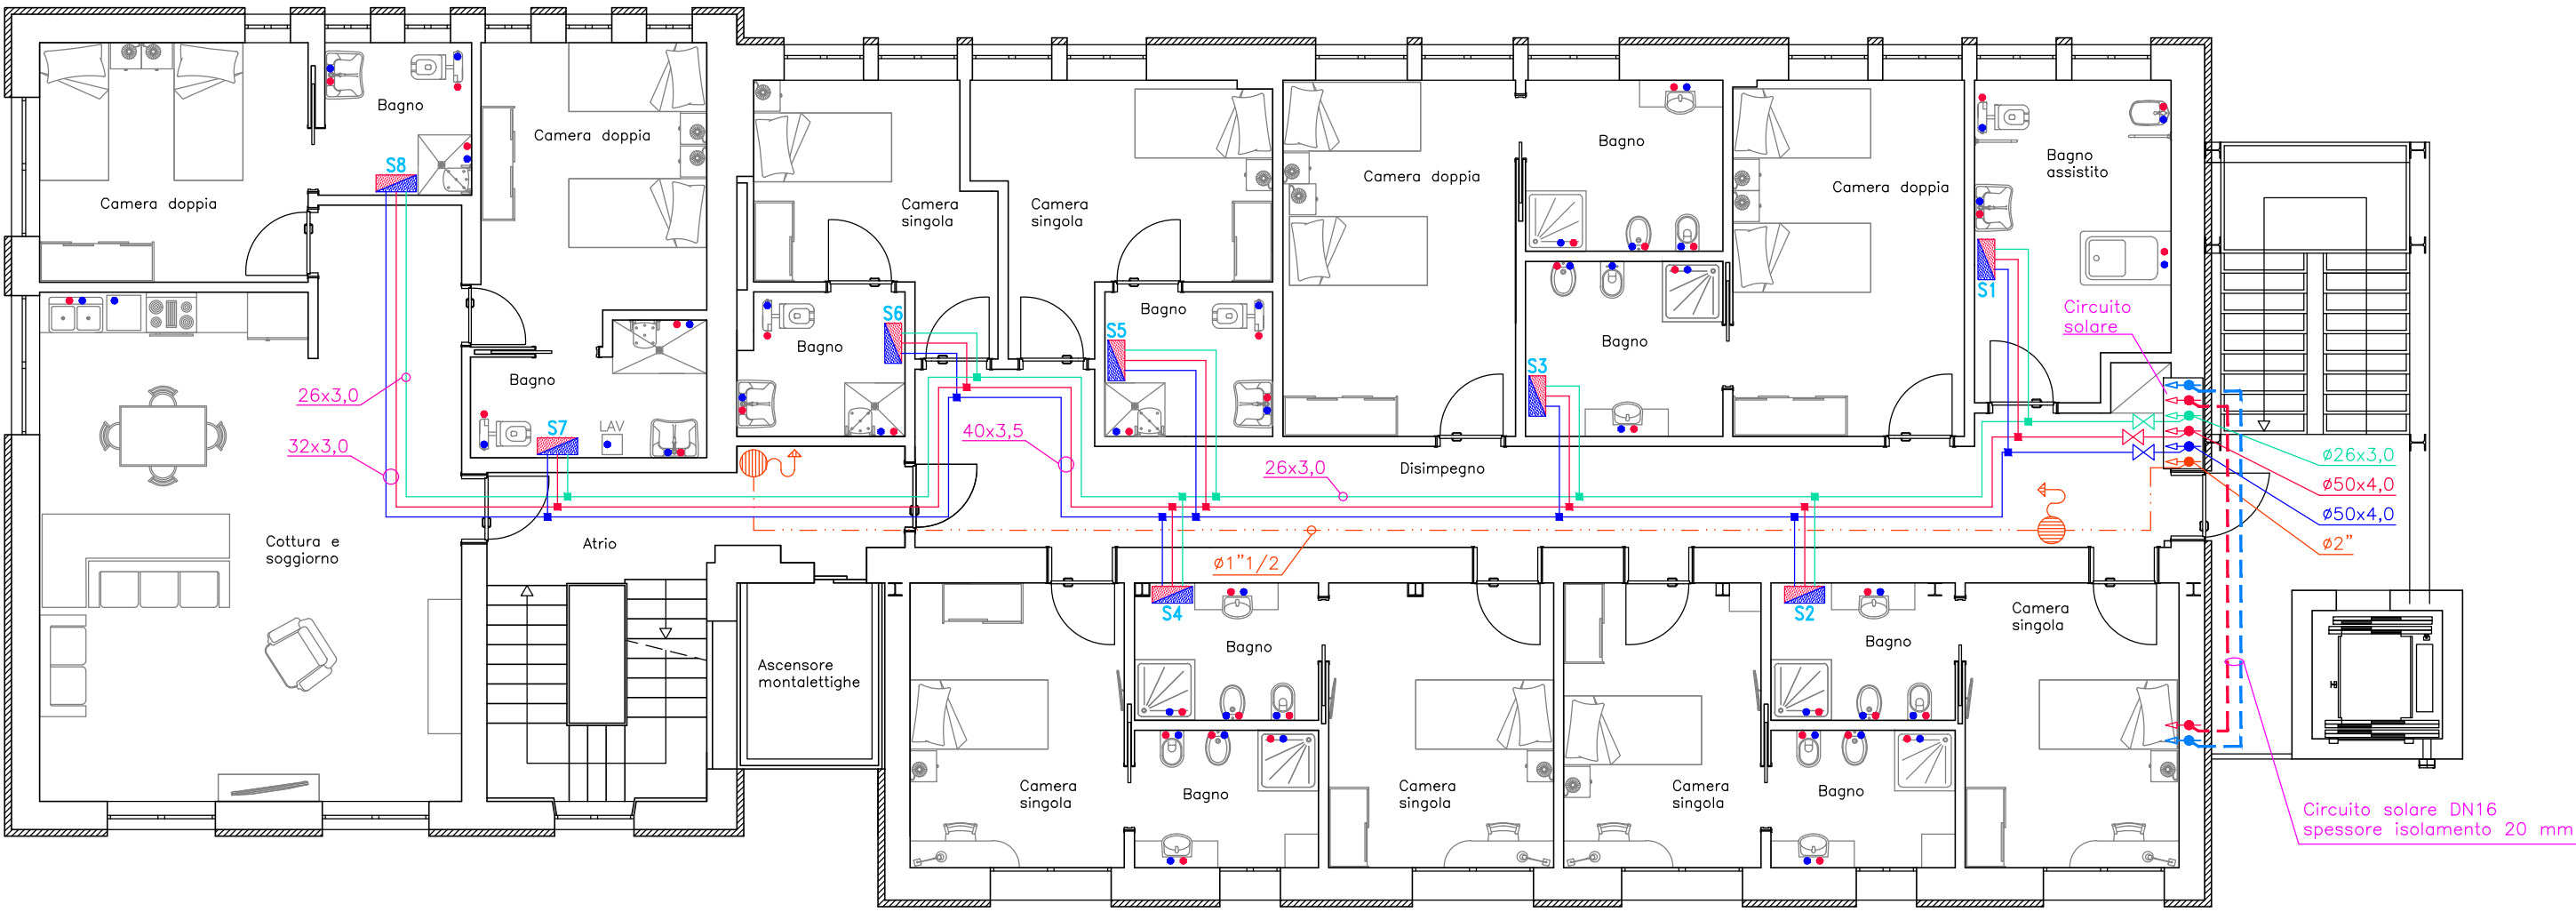 Bagno
S8
Camera doppia
Camera doppia
Camera
singola
Camera
singola
Camera doppia
Bagno
Camera doppia
Bagno
assistito
S1
Circuito
solare
Bagno
S6
Bagno
S5
Bagno
S3
Bagno
S7
LAV
26x3,0
32x3,0
40x3,5
26x3,0
Disimpegno
ø26x3,0
ø50x4,0
ø50x4,0
ø2"
ø1"1/2
Cottura e
soggiorno
Atrio
Ascensore
montalettighe
S4
Bagno
S2
Bagno
Camera
singola
Camera
singola
Bagno
Camera
singola
Camera
singola
Bagno
Circuito solare DN16
spessore isolamento 20 mm